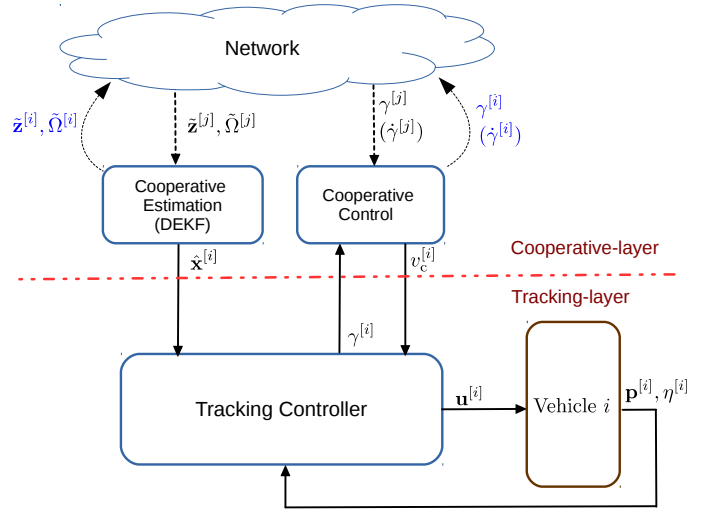 Network
z̃^[i], Ω̃^[i]
z̃^[j], Ω̃^[j]
γ^[j]
(γ̇^[j])
γ^[i]
(γ̇^[i])
Cooperative
Estimation
(DEKF)
Cooperative
Control
x̂^[i]
v_c^[i]
Cooperative-layer
Tracking-layer
γ^[i]
Tracking Controller
u^[i]
Vehicle i
p^[i], η^[i]